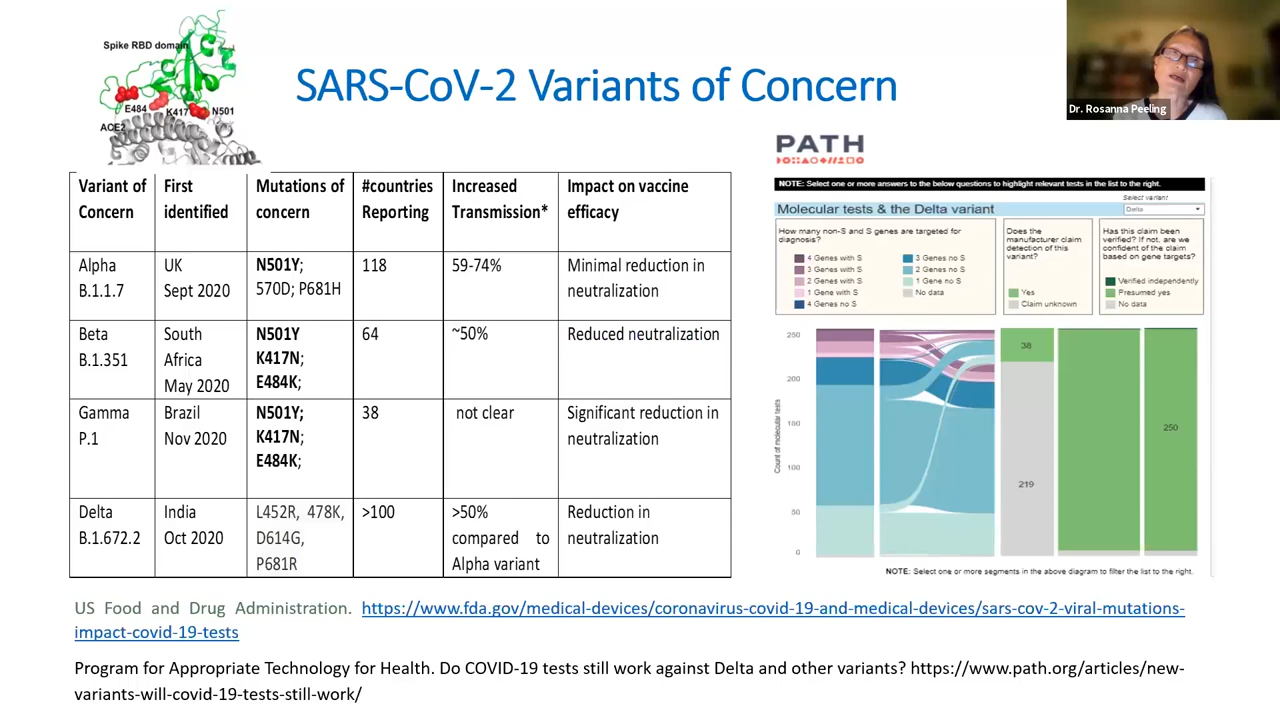 Spike RBD domain
E484
K417
N501
ACE2
SARS-CoV-2 Variants of Concern
Dr. Rosanna Peeling
Variant of
Concern
First
identified
Mutations of
concern
#countries
Reporting
Increased
Transmission*
Impact on vaccine
efficacy
Alpha
B.1.1.7
UK
Sept 2020
N501Y;
570D; P681H
118
59-74%
Minimal reduction in
neutralization
Beta
B.1.351
South
Africa
May 2020
N501Y
K417N;
E484K;
64
~50%
Reduced neutralization
Gamma
P.1
Brazil
Nov 2020
N501Y;
K417N;
E484K;
38
not clear
Significant reduction in
neutralization
Delta
B.1.672.2
India
Oct 2020
L452R, 478K,
D614G,
P681R
>100
>50%
compared to
Alpha variant
Reduction in
neutralization
PATH
NOTE: Select one or more answers to the below questions to highlight relevant tests in the list to the right.
Select variant
Molecular tests & the Delta variant
Delta
How many non-S and S genes are targeted for
diagnosis?
4 Genes with S
3 Genes with S
2 Genes with S
1 Gene with S
4 Genes no S
3 Genes no S
2 Genes no S
1 Gene no S
No data
Does the
manufacturer claim
detection of this
variant?
Yes
Claim unknown
Has this claim been
verified? If not, are we
confident of the claim
based on gene targets?
Verified independently
Presumed yes
No data
Count of molecular tests
250
200
150
100
50
0
38
219
250
NOTE: Select one or more segments in the above diagram to filter the list to the right.
US Food and Drug Administration. https://www.fda.gov/medical-devices/coronavirus-covid-19-and-medical-devices/sars-cov-2-viral-mutations-
impact-covid-19-tests
Program for Appropriate Technology for Health. Do COVID-19 tests still work against Delta and other variants? https://www.path.org/articles/new-
variants-will-covid-19-tests-still-work/